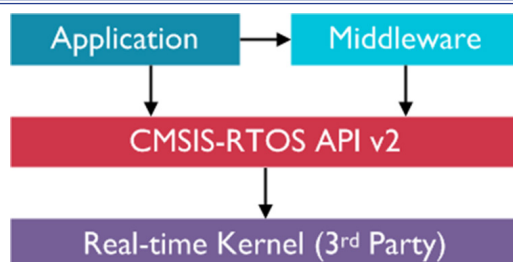 Application
Middleware
CMSIS-RTOS API v2
Real-time Kernel (3rd Party)